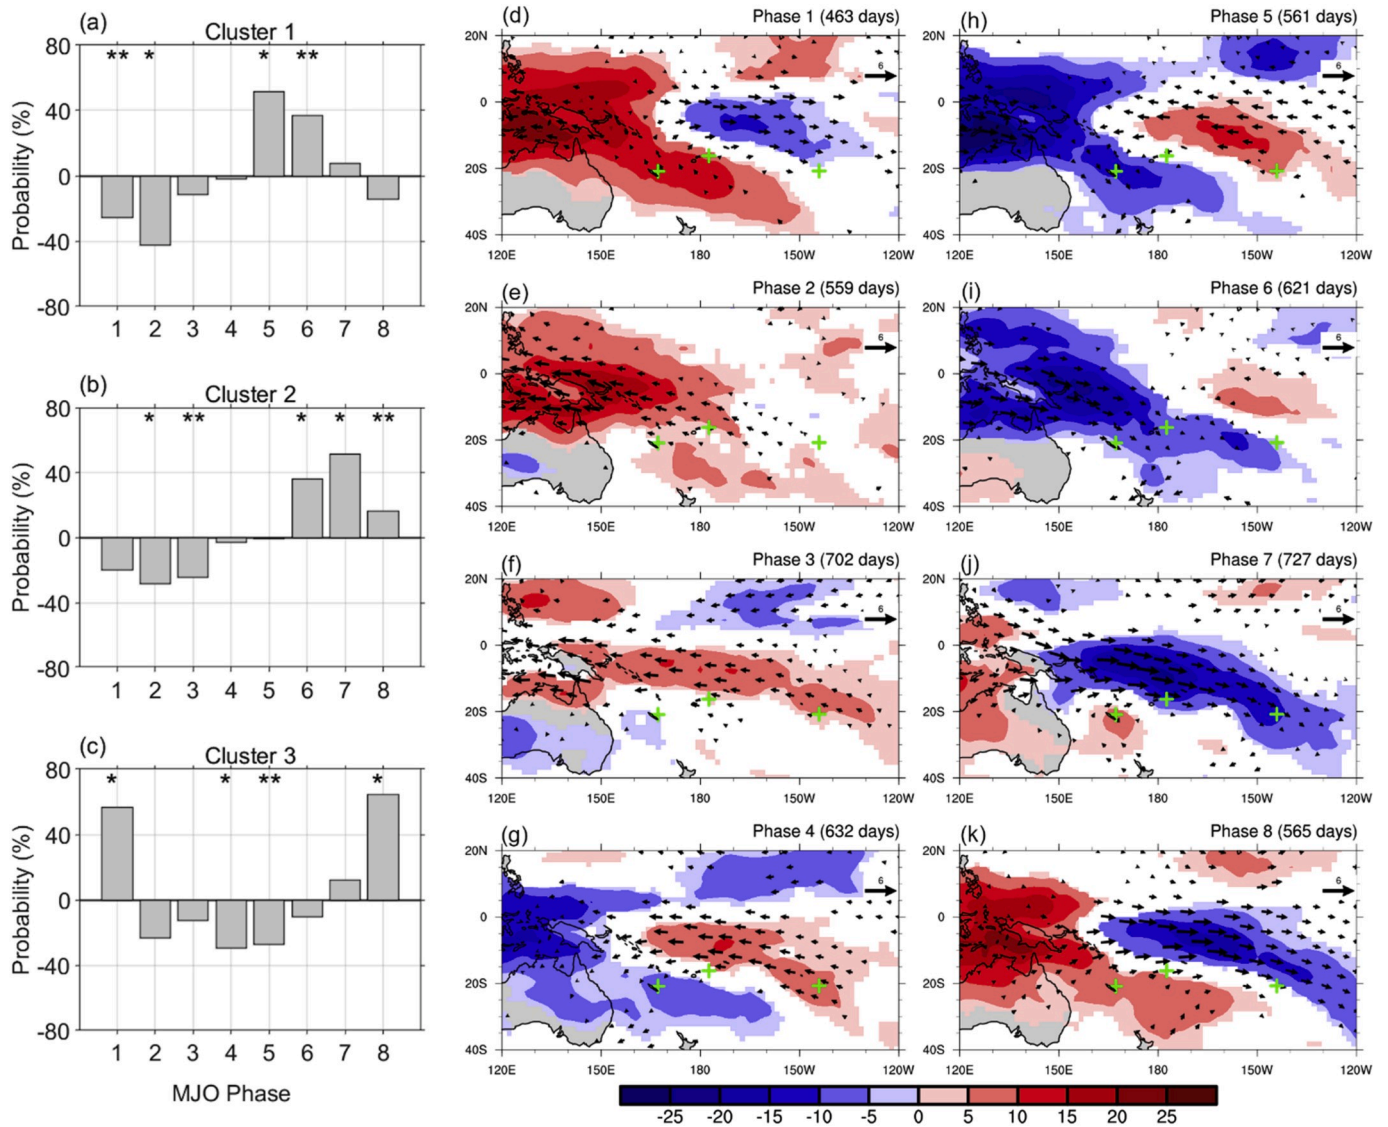 (a)
Cluster 1
80
40
0
-40
-80
** * * **
Probability (%)
1 2 3 4 5 6 7 8
(b)
Cluster 2
80
40
0
-40
-80
* ** * * **
Probability (%)
1 2 3 4 5 6 7 8
(c)
Cluster 3
80
40
0
-40
-80
* * ** *
Probability (%)
1 2 3 4 5 6 7 8
MJO Phase
(d) Phase 1 (463 days)
20N
0
20S
40S
6
120E 150E 180 150W 120W
(h) Phase 5 (561 days)
20N
0
20S
40S
6
120E 150E 180 150W 120W
(e) Phase 2 (559 days)
20N
0
20S
40S
6
120E 150E 180 150W 120W
(i) Phase 6 (621 days)
20N
0
20S
40S
6
120E 150E 180 150W 120W
(f) Phase 3 (702 days)
20N
0
20S
40S
6
120E 150E 180 150W 120W
(j) Phase 7 (727 days)
20N
0
20S
40S
6
120E 150E 180 150W 120W
(g) Phase 4 (632 days)
20N
0
20S
40S
6
120E 150E 180 150W 120W
(k) Phase 8 (565 days)
20N
0
20S
40S
6
120E 150E 180 150W 120W
-25 -20 -15 -10 -5 0 5 10 15 20 25